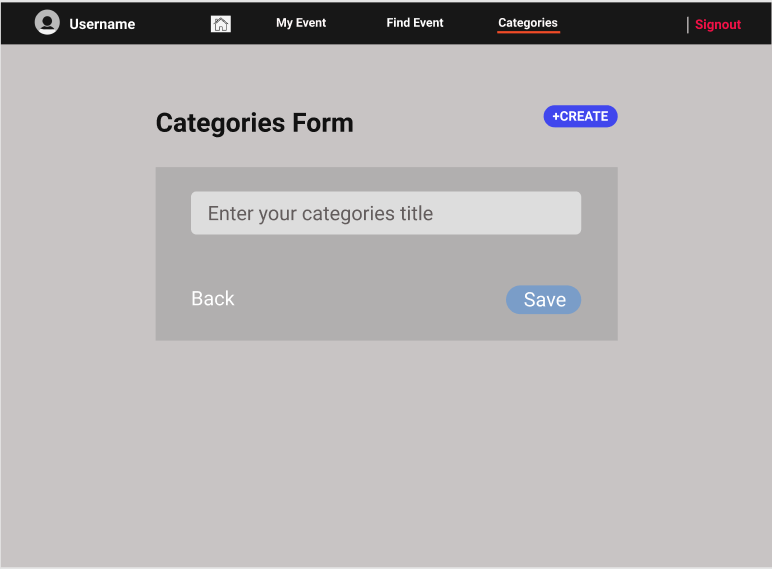 Username
My Event
Find Event
Categories
| Signout
Categories Form
+CREATE
Enter your categories title
Back
Save